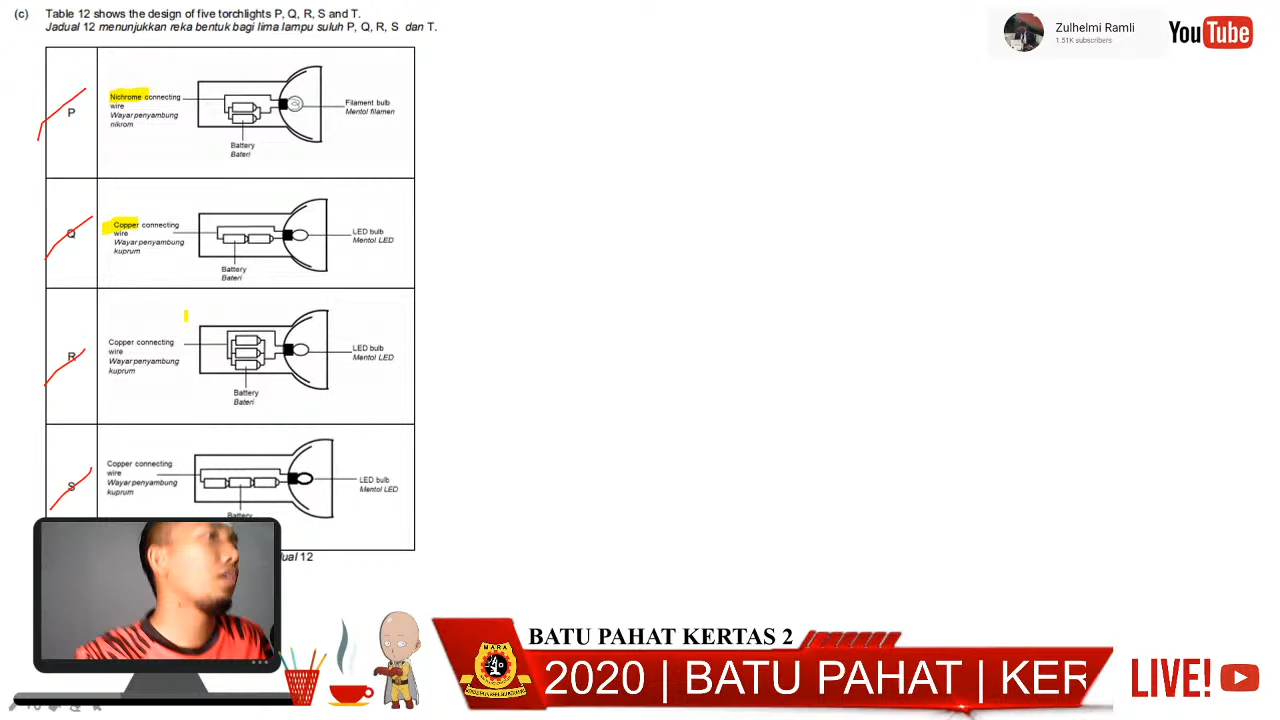 (c) Table 12 shows the design of five torchlights P, Q, R, S and T.
Jadual 12 menunjukkan reka bentuk bagi lima lampu suluh P, Q, R, S dan T.
Zulhelmi Ramli
1.51K subscribers
YouTube
P
Nichrome connecting
wire
Wayar penyambung
nikrom
Filament bulb
Mentol filamen
Battery
Bateri
Q
Copper connecting
wire
Wayar penyambung
kuprum
LED bulb
Mentol LED
Battery
Bateri
R
Copper connecting
wire
Wayar penyambung
kuprum
LED bulb
Mentol LED
Battery
Bateri
S
Copper connecting
wire
Wayar penyambung
kuprum
LED bulb
Mentol LED
Battery
12
BATU PAHAT KERTAS 2
MARA
2020 | BATU PAHAT | KER
LIVE!